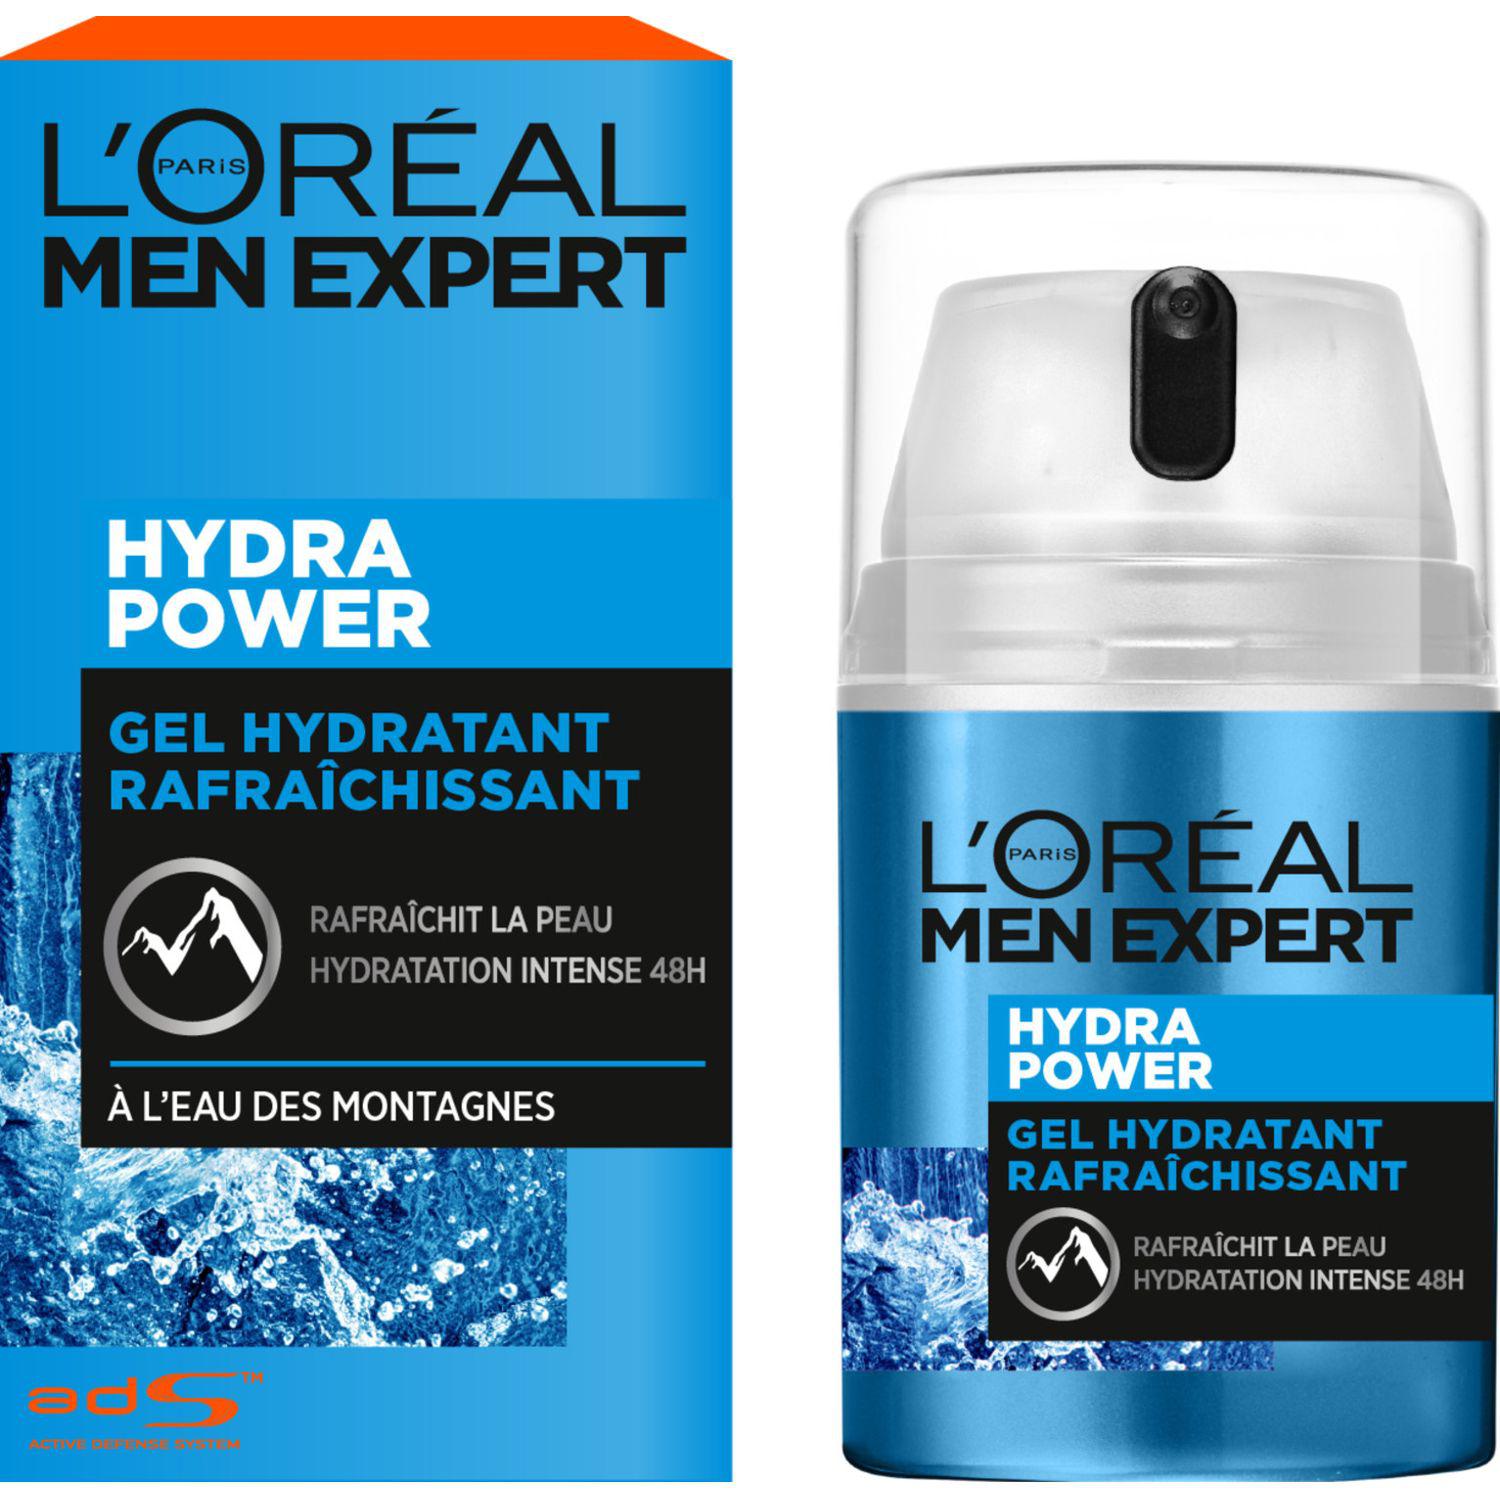 L'ORÉAL
PARIS
MEN EXPERT
HYDRA
POWER
GEL HYDRATANT
RAFRAÎCHISSANT
RAFRAÎCHIT LA PEAU
HYDRATATION INTENSE 48H
À L'EAU DES MONTAGNES
adS™
ACTIVE DEFENSE SYSTEM
L'ORÉAL
PARIS
MEN EXPERT
HYDRA
POWER
GEL HYDRATANT
RAFRAÎCHISSANT
RAFRAÎCHIT LA PEAU
HYDRATATION INTENSE 48H